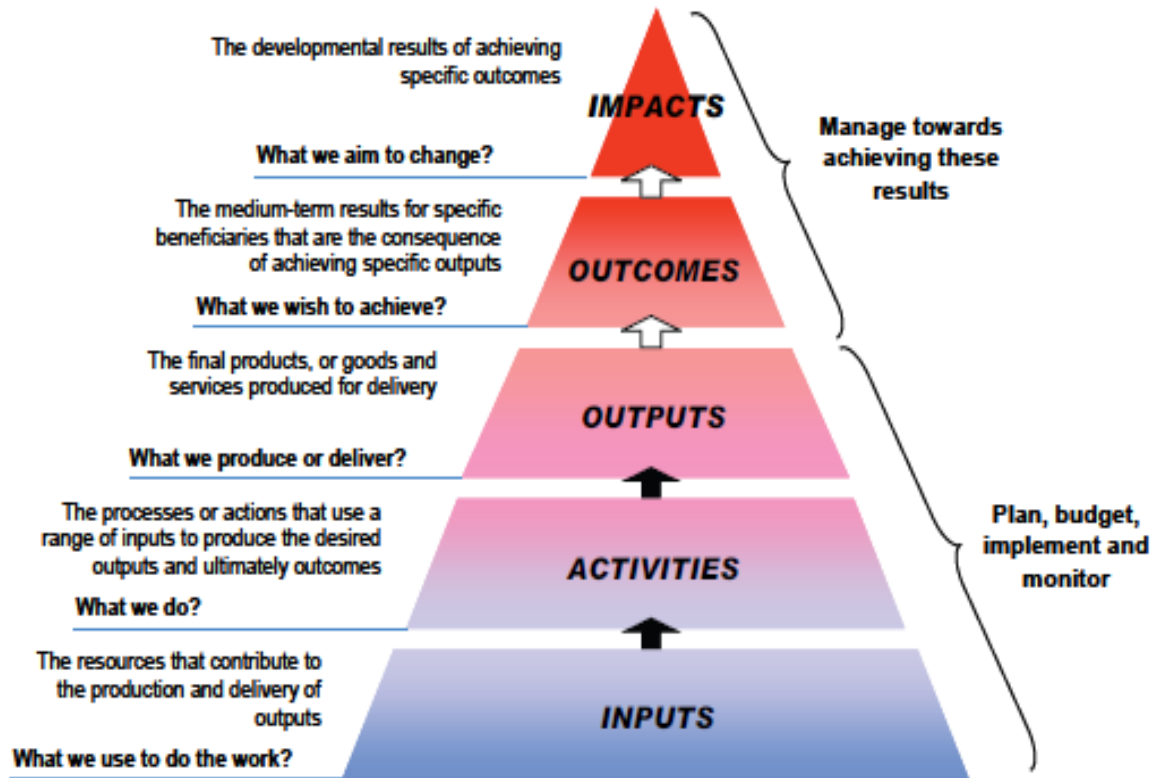 The developmental results of achieving
specific outcomes
IMPACTS
What we aim to change?
Manage towards
achieving these
results
The medium-term results for specific
beneficiaries that are the consequence
of achieving specific outputs
OUTCOMES
What we wish to achieve?
The final products, or goods and
services produced for delivery
OUTPUTS
What we produce or deliver?
The processes or actions that use a
range of inputs to produce the desired
outputs and ultimately outcomes
ACTIVITIES
What we do?
Plan, budget,
implement and
monitor
The resources that contribute to
the production and delivery of
outputs
INPUTS
What we use to do the work?